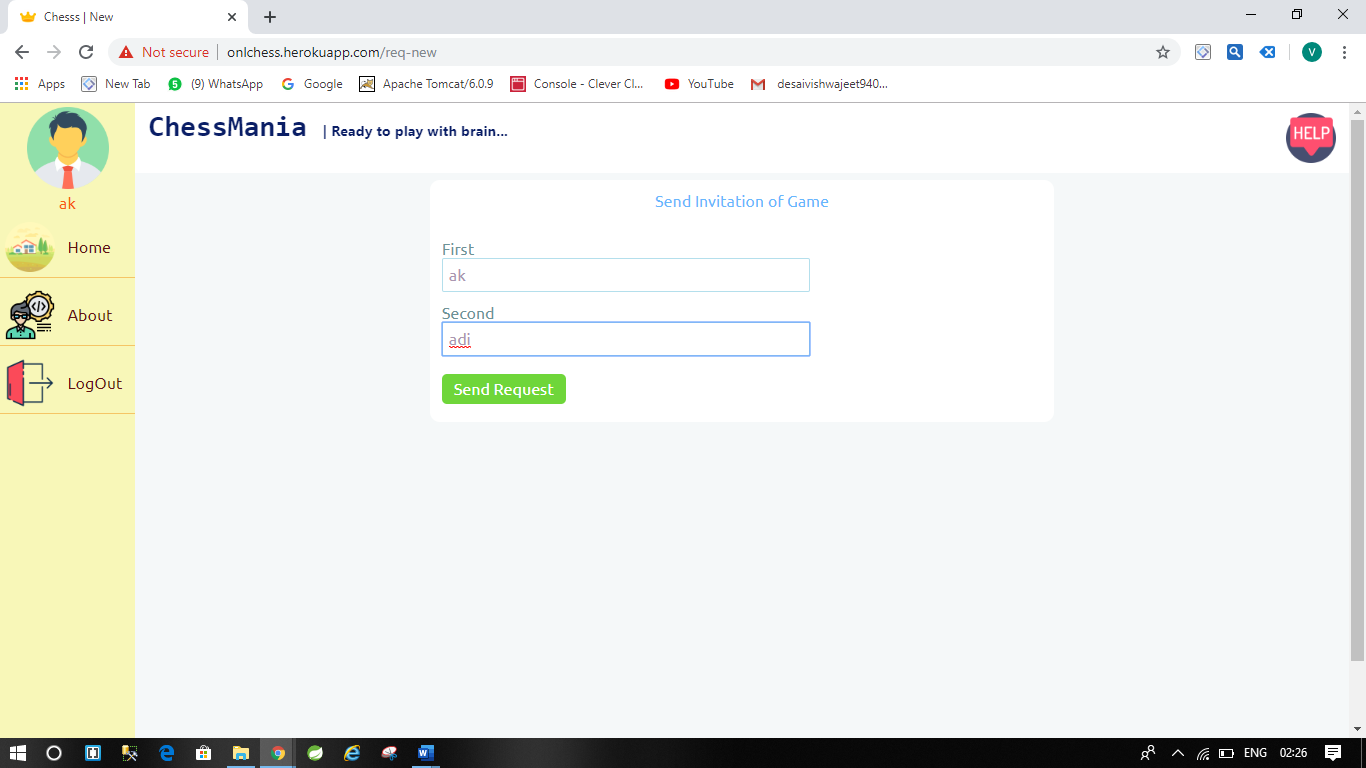 Chesss | New
Not secure | onlchess.herokuapp.com/req-new
V
Apps New Tab (9) WhatsApp Google Apache Tomcat/6.0.9 Console - Clever Cl... YouTube desaivishwajeet940...
ChessMania | Ready to play with brain...
HELP
ak
Home
About
LogOut
Send Invitation of Game
First
ak
Second
adi
Send Request
ENG 02:26